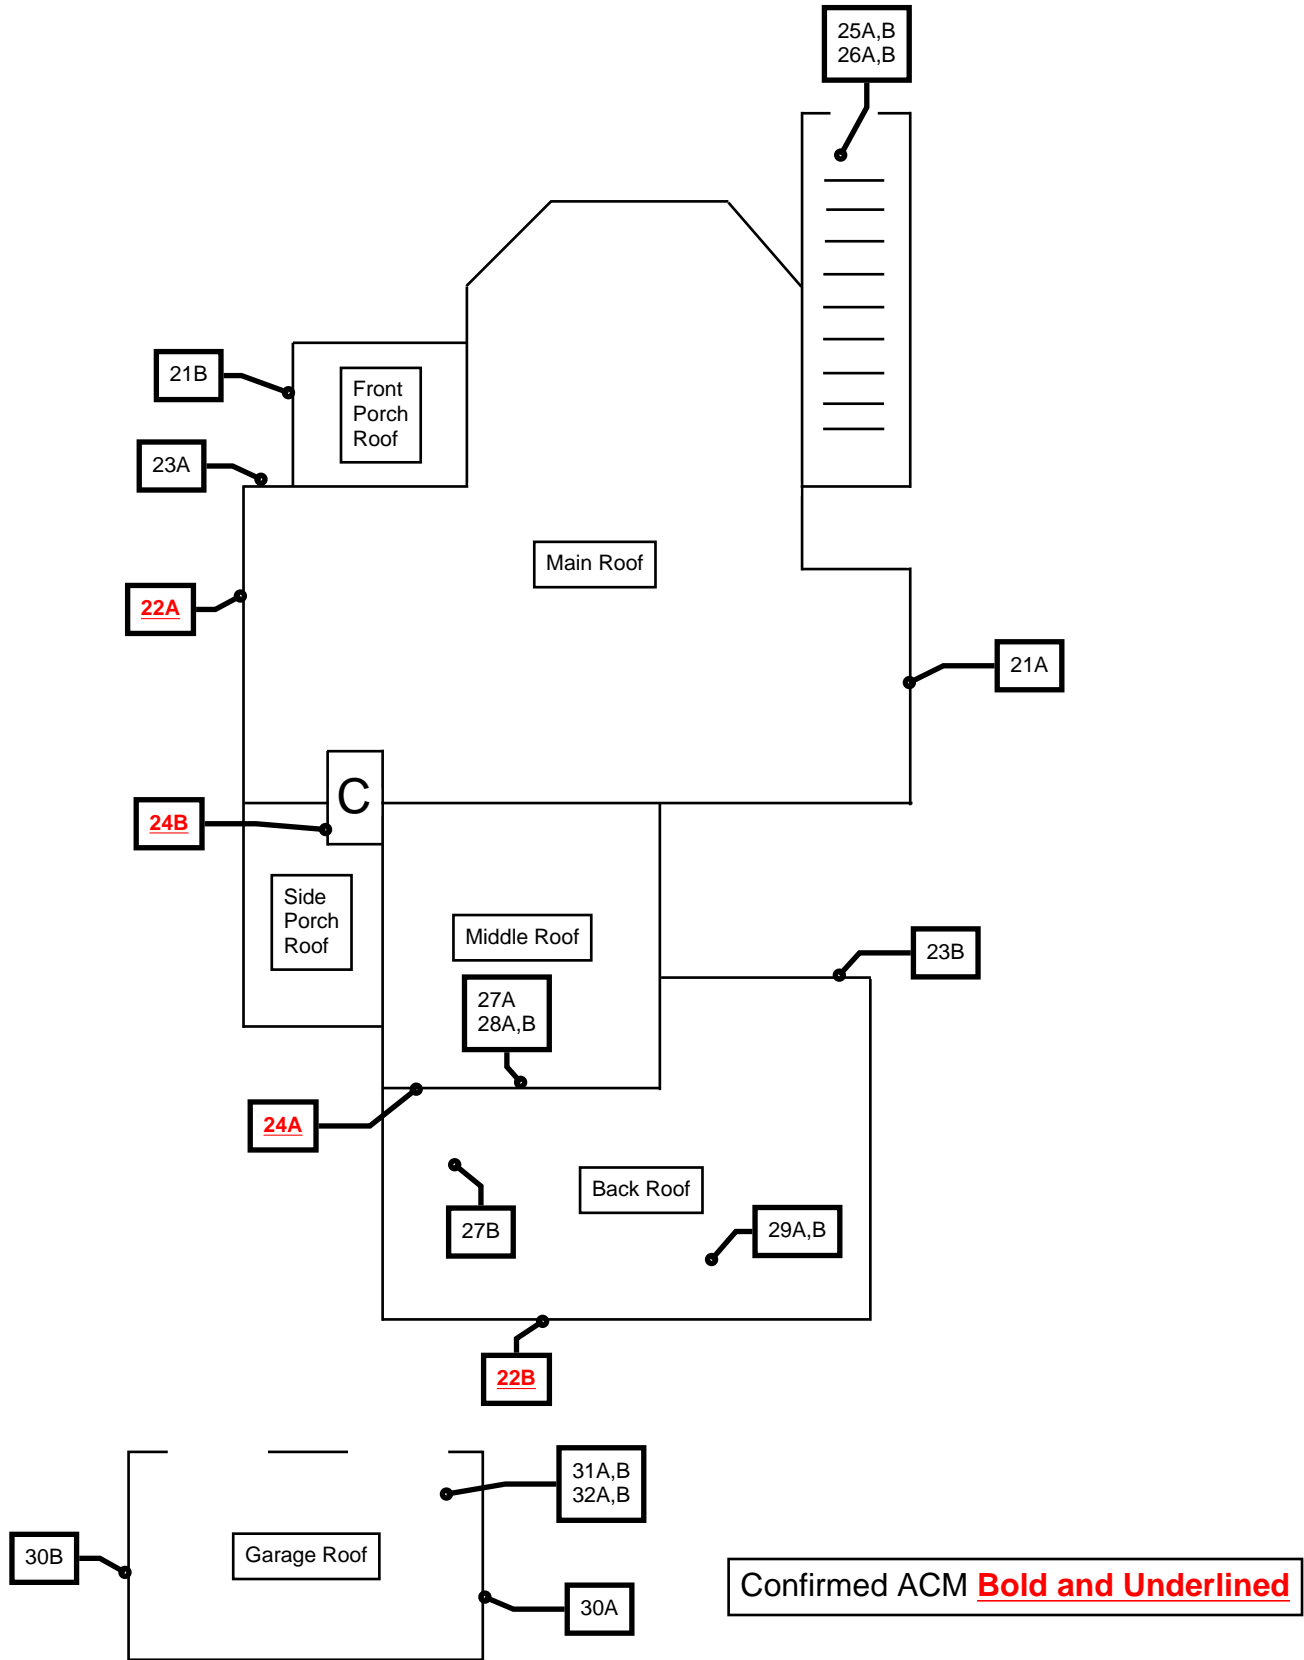 25A,B
26A,B
21B
Front
Porch
Roof
23A
Main Roof
22A
21A
C
24B
Side
Porch
Roof
Middle Roof
23B
27A
28A,B
24A
Back Roof
27B
29A,B
22B
31A,B
32A,B
30B
Garage Roof
30A
Confirmed ACM Bold and Underlined